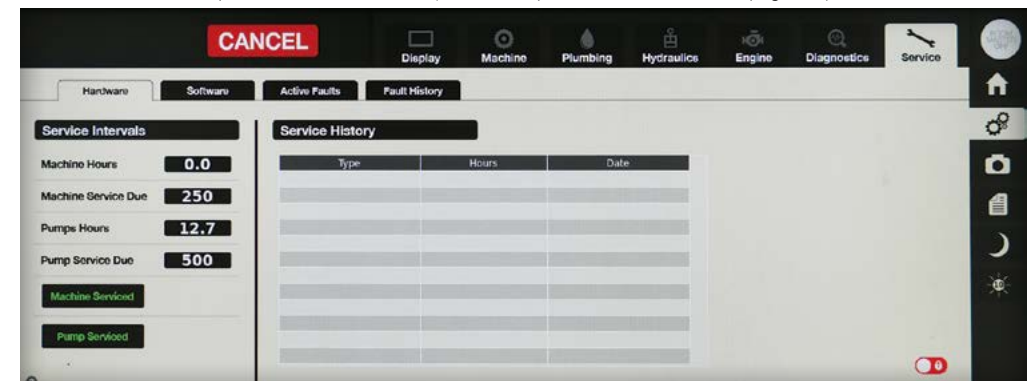 CANCEL
Display Machine Plumbing Hydraulics Engine Diagnostics Service
Hardware Software Active Faults Fault History
Service Intervals
Machine Hours 0.0
Machine Service Due 250
Pumps Hours 12.7
Pump Service Due 500
Machine Serviced
Pump Serviced
Service History
Type Hours Date
10